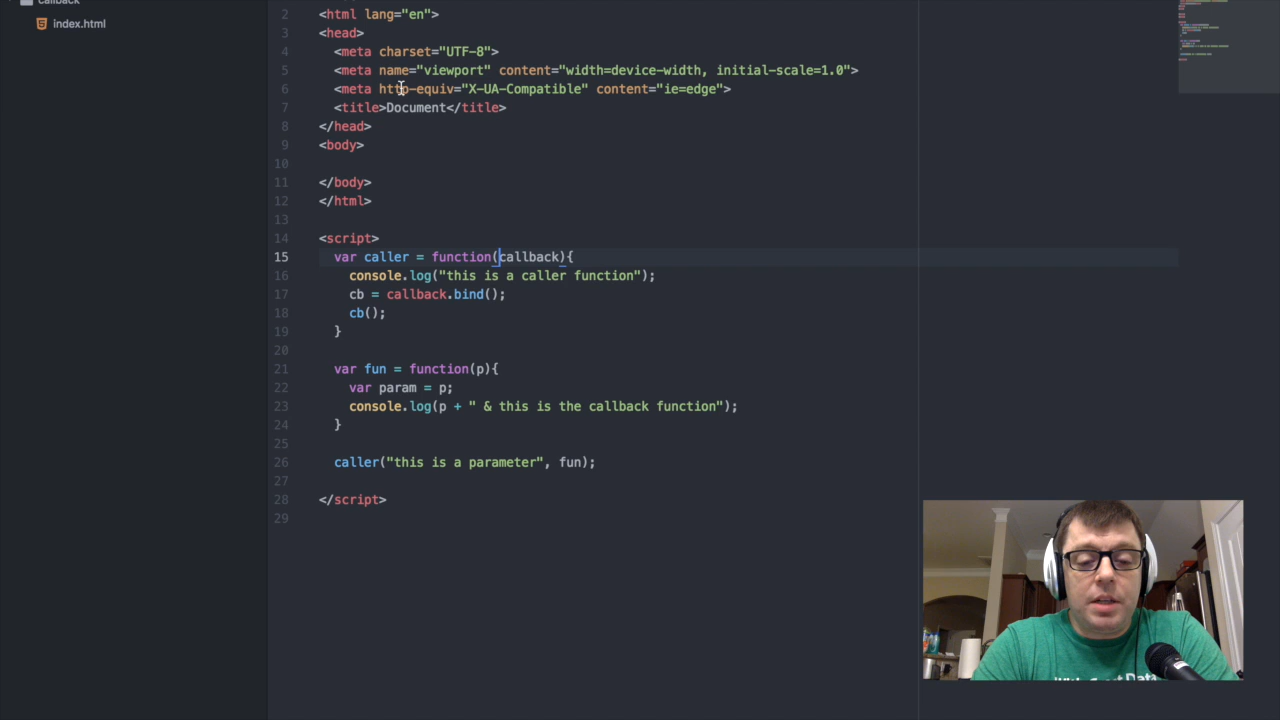 callback
index.html
2 <html lang="en">
3 <head>
4 <meta charset="UTF-8">
5 <meta name="viewport" content="width=device-width, initial-scale=1.0">
6 <meta http-equiv="X-UA-Compatible" content="ie=edge">
7 <title>Document</title>
8 </head>
9 <body>
10
11 </body>
12 </html>
13
14 <script>
15 var caller = function(callback){
16 console.log("this is a caller function");
17 cb = callback.bind();
18 cb();
19 }
20
21 var fun = function(p){
22 var param = p;
23 console.log(p + " & this is the callback function");
24 }
25
26 caller("this is a parameter", fun);
27
28 </script>
29